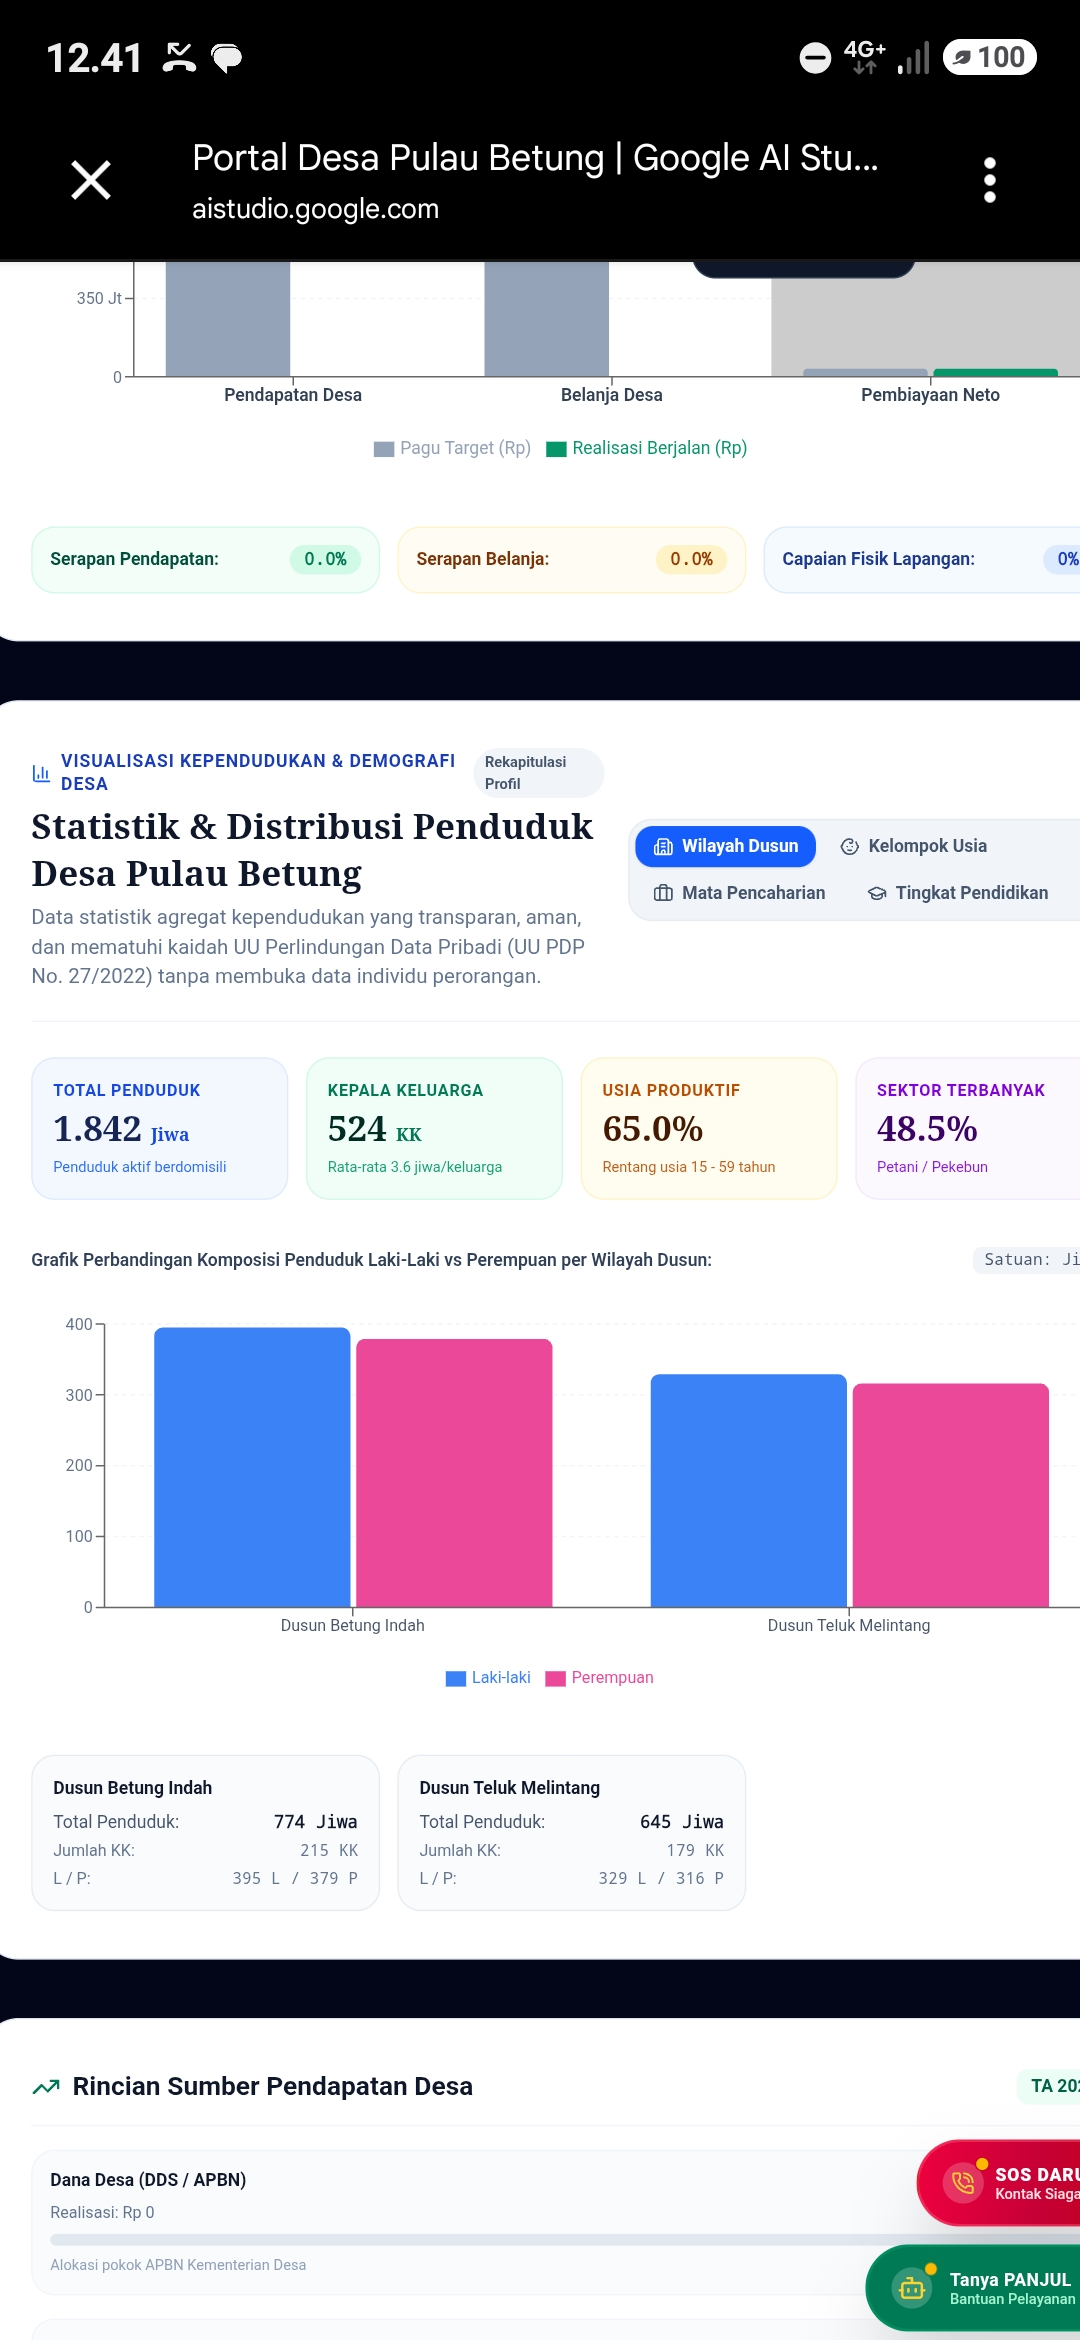 12.41
4G+
100
Portal Desa Pulau Betung | Google AI Stu...
aistudio.google.com
350 Jt
0
Pendapatan Desa
Belanja Desa
Pembiayaan Neto
Pagu Target (Rp)
Realisasi Berjalan (Rp)
Serapan Pendapatan:
0.0%
Serapan Belanja:
0.0%
Capaian Fisik Lapangan:
0%
VISUALISASI KEPENDUDUKAN & DEMOGRAFI
DESA
Rekapitulasi
Profil
Statistik & Distribusi Penduduk
Desa Pulau Betung
Data statistik agregat kependudukan yang transparan, aman,
dan mematuhi kaidah UU Perlindungan Data Pribadi (UU PDP
No. 27/2022) tanpa membuka data individu perorangan.
Wilayah Dusun
Kelompok Usia
Mata Pencaharian
Tingkat Pendidikan
TOTAL PENDUDUK
1.842 Jiwa
Penduduk aktif berdomisili
KEPALA KELUARGA
524 KK
Rata-rata 3.6 jiwa/keluarga
USIA PRODUKTIF
65.0%
Rentang usia 15 - 59 tahun
SEKTOR TERBANYAK
48.5%
Petani / Pekebun
Grafik Perbandingan Komposisi Penduduk Laki-Laki vs Perempuan per Wilayah Dusun:
Satuan: Ji
400
300
200
100
0
Dusun Betung Indah
Dusun Teluk Melintang
Laki-laki
Perempuan
Dusun Betung Indah
Total Penduduk: 774 Jiwa
Jumlah KK: 215 KK
L / P: 395 L / 379 P
Dusun Teluk Melintang
Total Penduduk: 645 Jiwa
Jumlah KK: 179 KK
L / P: 329 L / 316 P
Rincian Sumber Pendapatan Desa
TA 202
Dana Desa (DDS / APBN)
Realisasi: Rp 0
Alokasi pokok APBN Kementerian Desa
SOS DARU
Kontak Siaga
Tanya PANJUL
Bantuan Pelayanan